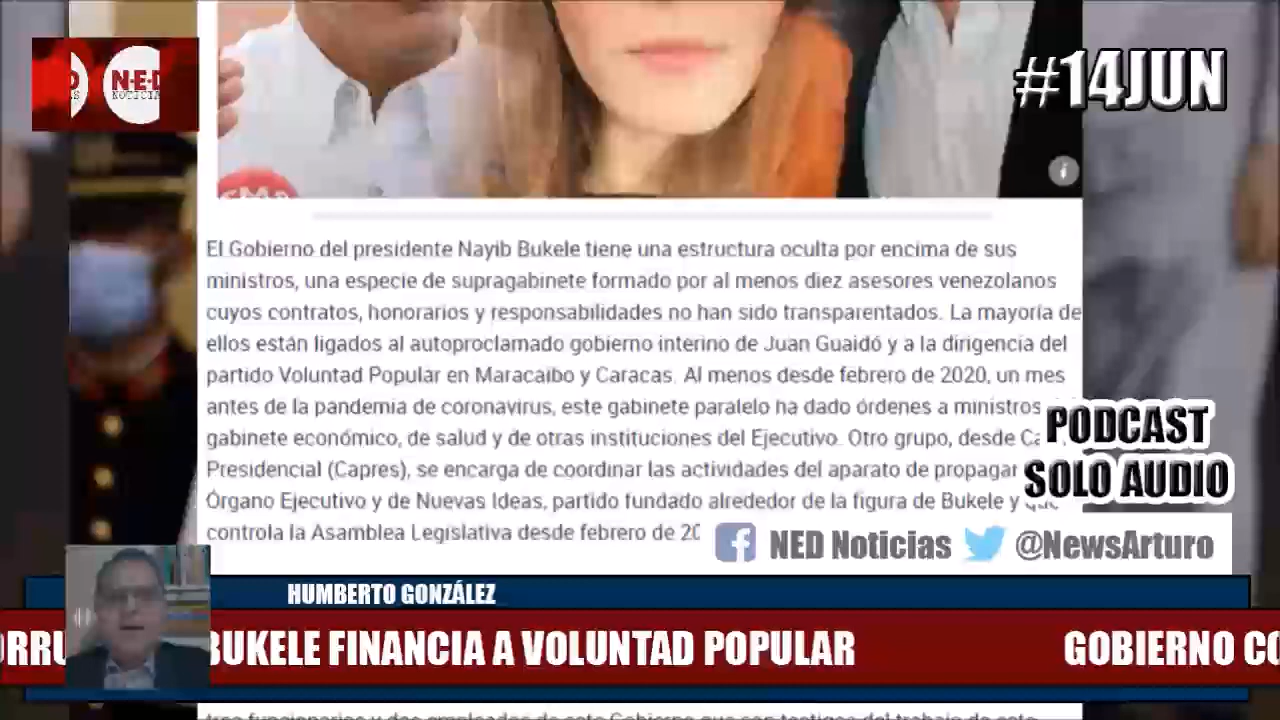 N-E-D
NOTICIA
#14JUN
El Gobierno del presidente Nayib Bukele tiene una estructura oculta por encima de sus
ministros, una especie de supragabinete formado por al menos diez asesores venezolanos
cuyos contratos, honorarios y responsabilidades no han sido transparentados. La mayoría de
ellos están ligados al autoproclamado gobierno interino de Juan Guaidó y a la dirigencia del
partido Voluntad Popular en Maracaibo y Caracas. Al menos desde febrero de 2020, un mes
antes de la pandemia de coronavirus, este gabinete paralelo ha dado órdenes a ministros
gabinete económico, de salud y de otras instituciones del Ejecutivo. Otro grupo, desde
Presidencial (Capres), se encarga de coordinar las actividades del aparato de
Órgano Ejecutivo y de Nuevas Ideas, partido fundado alrededor de la figura de Bukele y
controla la Asamblea Legislativa desde febrero de
PODCAST
SOLO AUDIO
NED Noticias @NewsArturo
HUMBERTO GONZÁLEZ
BUKELE FINANCIA A VOLUNTAD POPULAR GOBIERNO